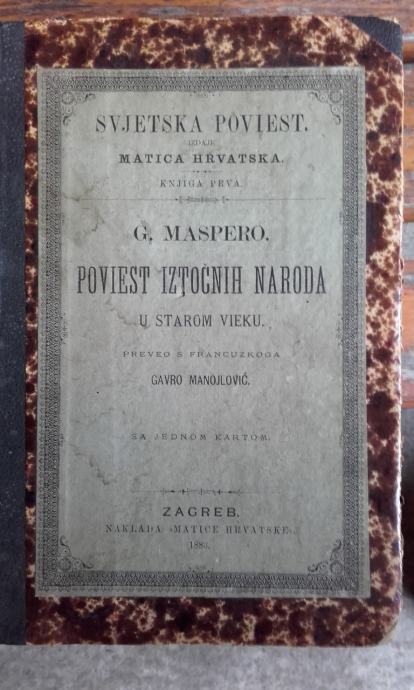 SVJETSKA POVIEST.
IZDAJE
MATICA HRVATSKA.
KNJIGA PRVA.
G. MASPERO.
POVIEST IZTOČNIH NARODA
U STAROM VIEKU.
PREVEO S FRANCUZKOGA
GAVRO MANOJLOVIĆ.
SA JEDNOM KARTOM.
ZAGREB.
NAKLADA «MATICE HRVATSKE».